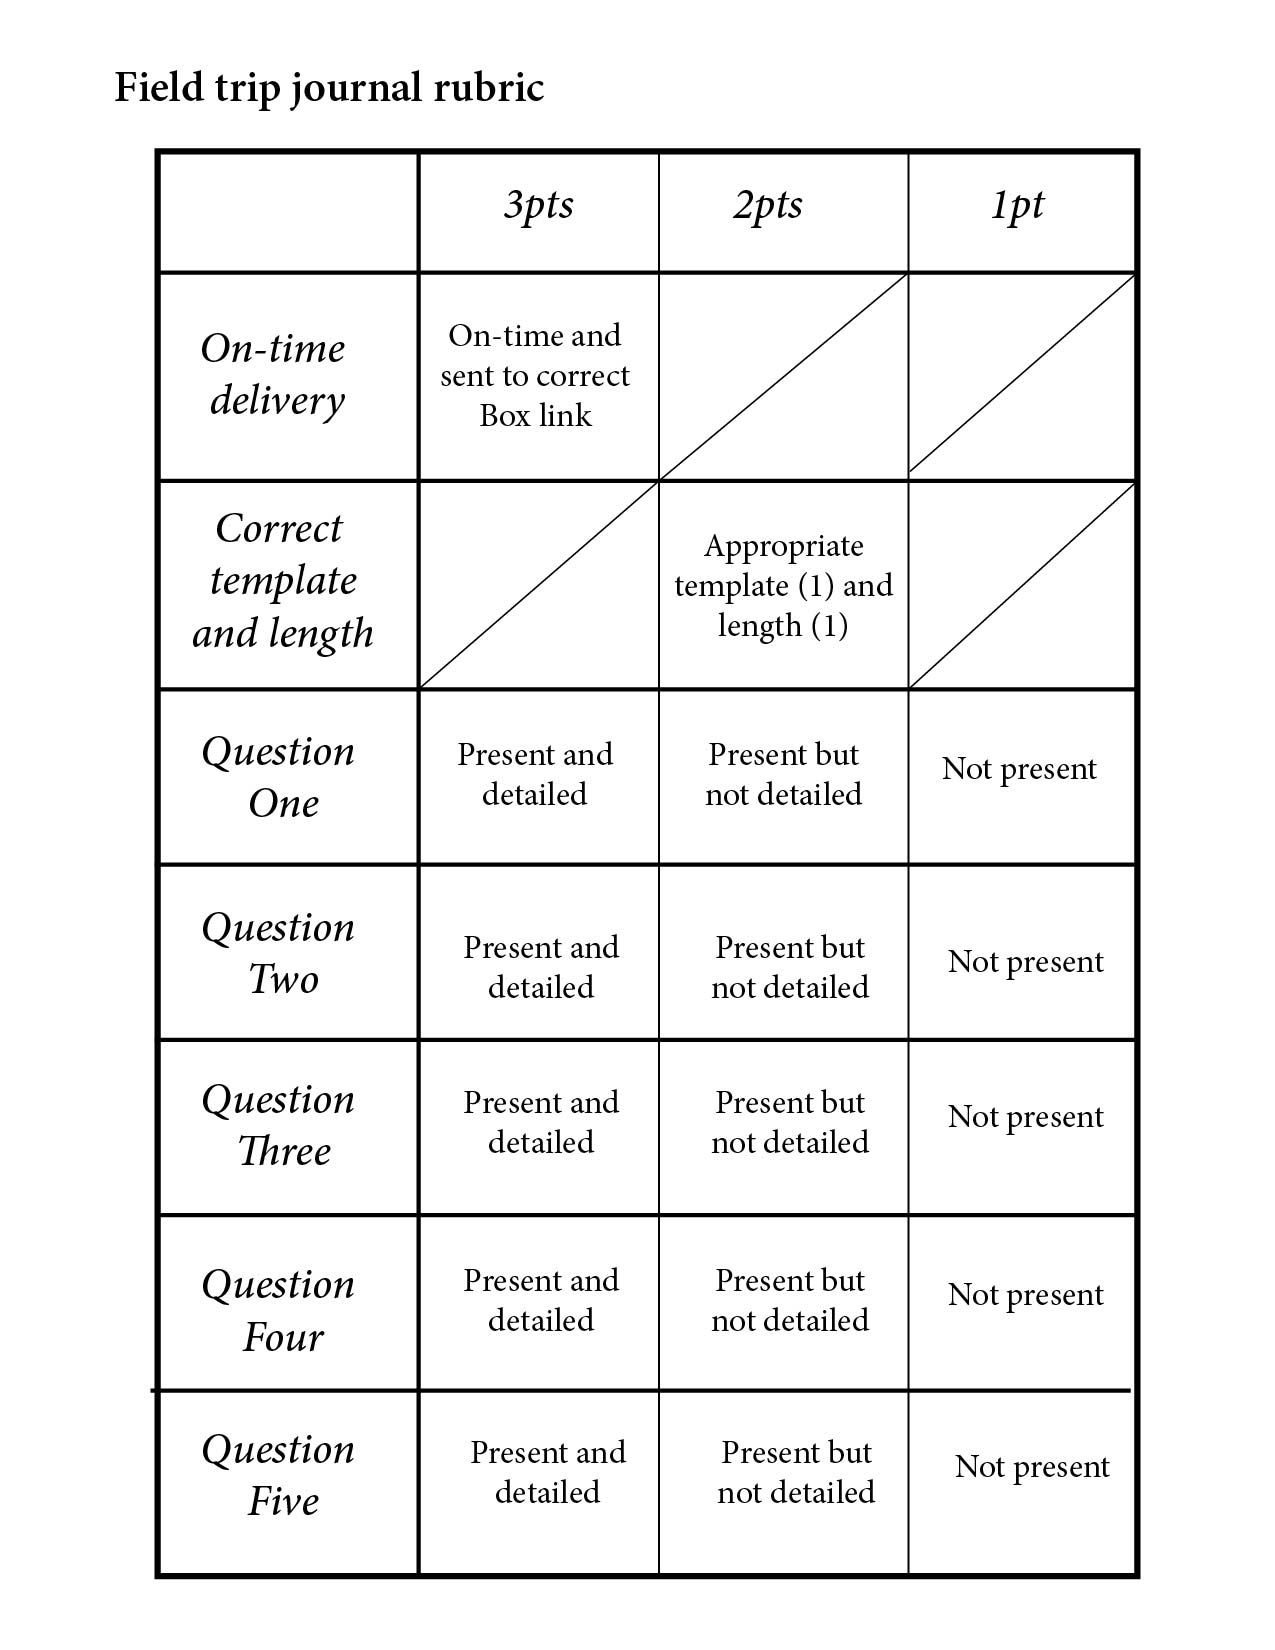 Field trip journal rubric
3pts
2pts
1pt
On-time
delivery
On-time and
sent to correct
Box link
Correct
template
and length
Appropriate
template (1) and
length (1)
Question
One
Present and
detailed
Present but
not detailed
Not present
Question
Two
Present and
detailed
Present but
not detailed
Not present
Question
Three
Present and
detailed
Present but
not detailed
Not present
Question
Four
Present and
detailed
Present but
not detailed
Not present
Question
Five
Present and
detailed
Present but
not detailed
Not present